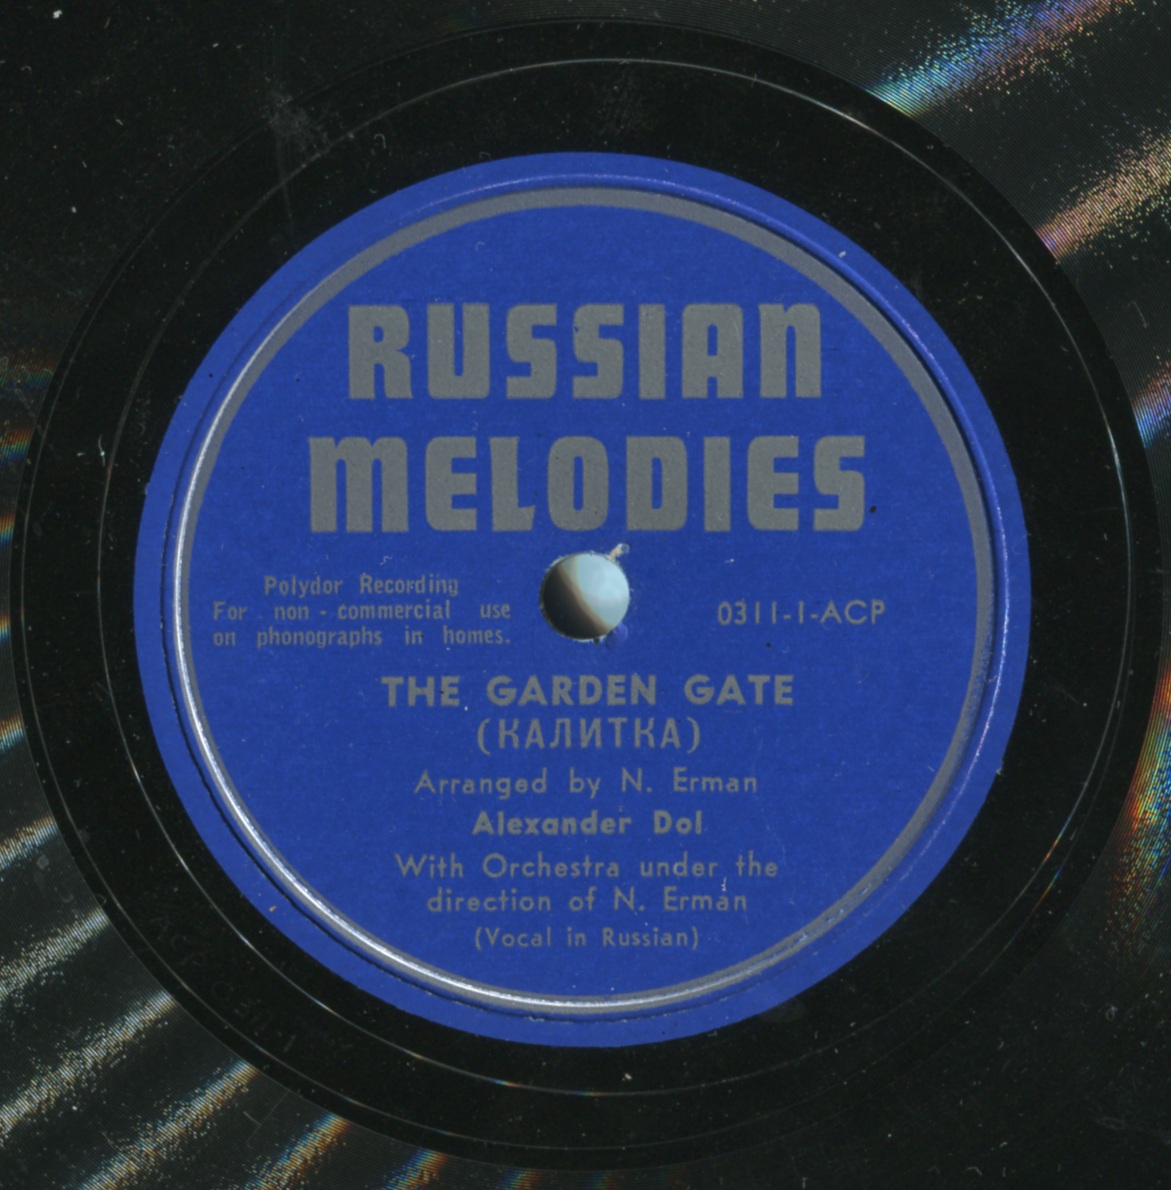 RUSSIAN
MELODIES
Polydor Recording
For non - commercial use
on phonographs in homes.
0311-1-ACP
THE GARDEN GATE
(КАЛИТКА)
Arranged by N. Erman
Alexander Dol
With Orchestra under the
direction of N. Erman
(Vocal in Russian)